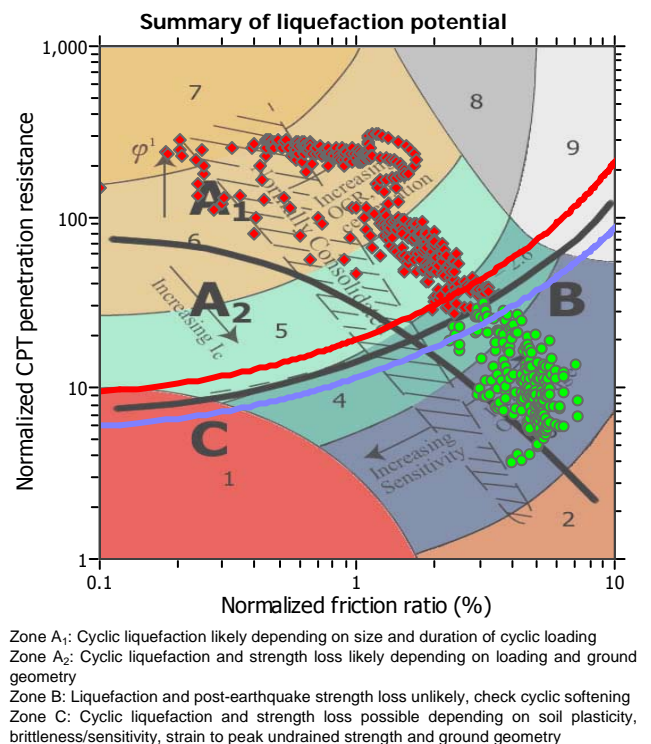 Summary of liquefaction potential
1,000
100
10
1
Normalized CPT penetration resistance
7
8
9
φ¹
A₁
Increasing
OCR,
Normally Consolidated
6
2.6
A₂
B
Increasing Ic
5
4
C
Increasing
Sensitivity
1
2
0.1
1
10
Normalized friction ratio (%)
Zone A₁: Cyclic liquefaction likely depending on size and duration of cyclic loading
Zone A₂: Cyclic liquefaction and strength loss likely depending on loading and ground
geometry
Zone B: Liquefaction and post-earthquake strength loss unlikely, check cyclic softening
Zone C: Cyclic liquefaction and strength loss possible depending on soil plasticity,
brittleness/sensitivity, strain to peak undrained strength and ground geometry